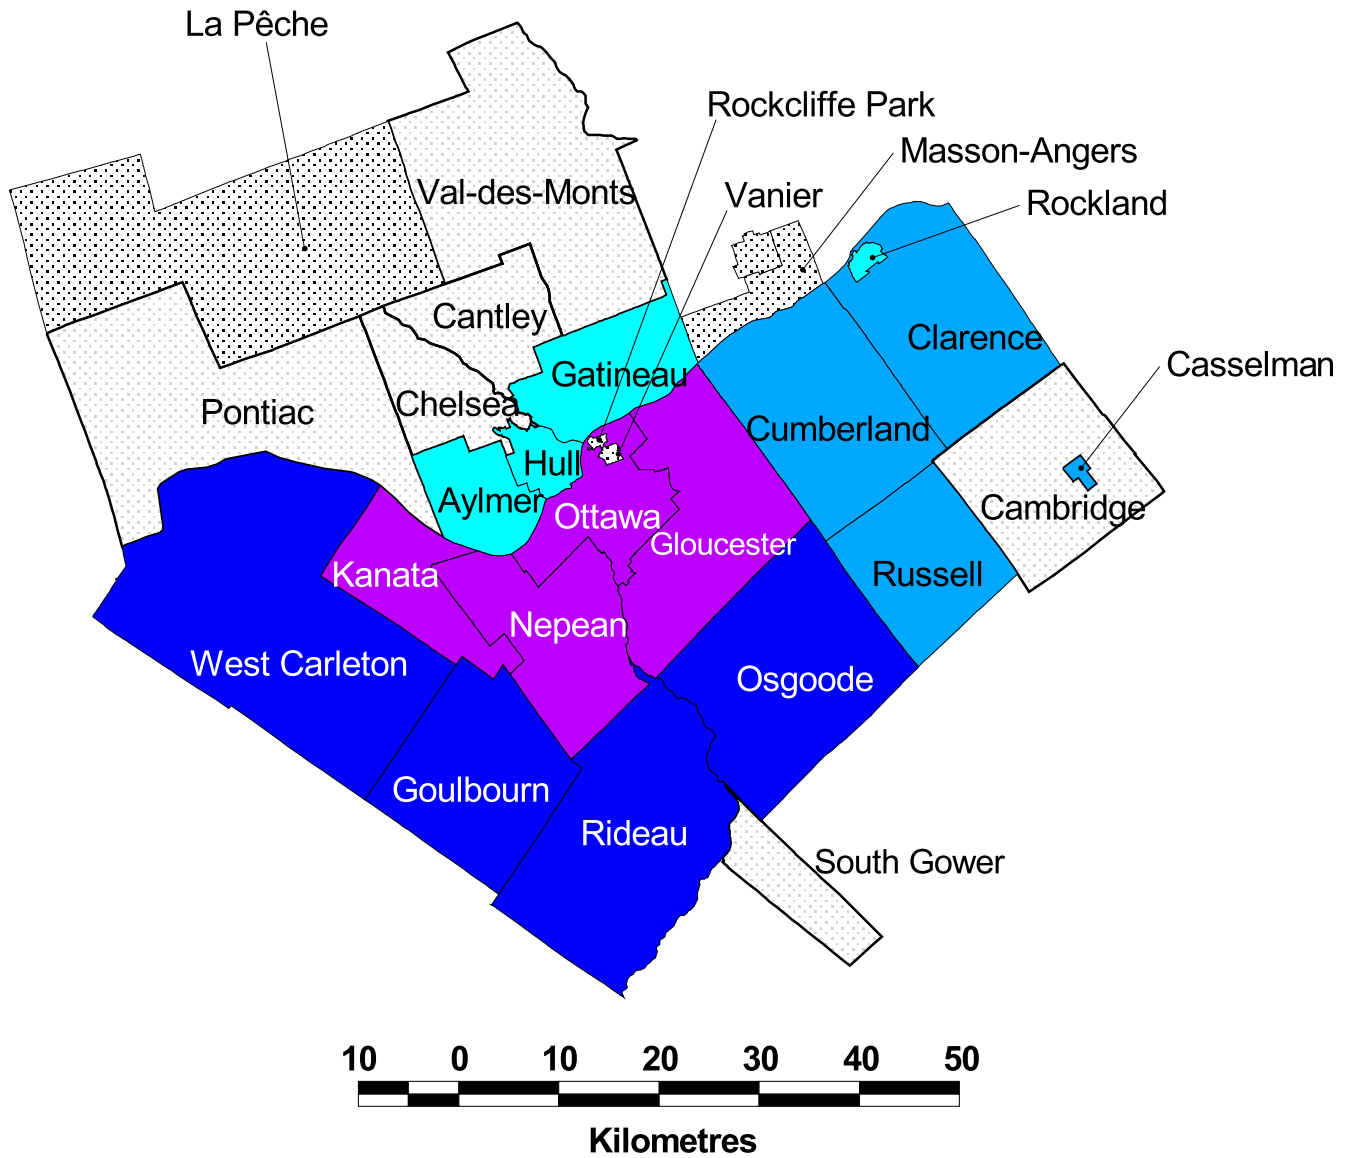 La Pêche
Rockcliffe Park
Masson-Angers
Val-des-Monts
Vanier
Rockland
Cantley
Clarence
Casselman
Gatineau
Chelsea
Pontiac
Cumberland
Hull
Aylmer
Cambridge
Ottawa
Gloucester
Kanata
Russell
Nepean
West Carleton
Osgoode
Goulbourn
Rideau
South Gower
10 0 10 20 30 40 50
Kilometres